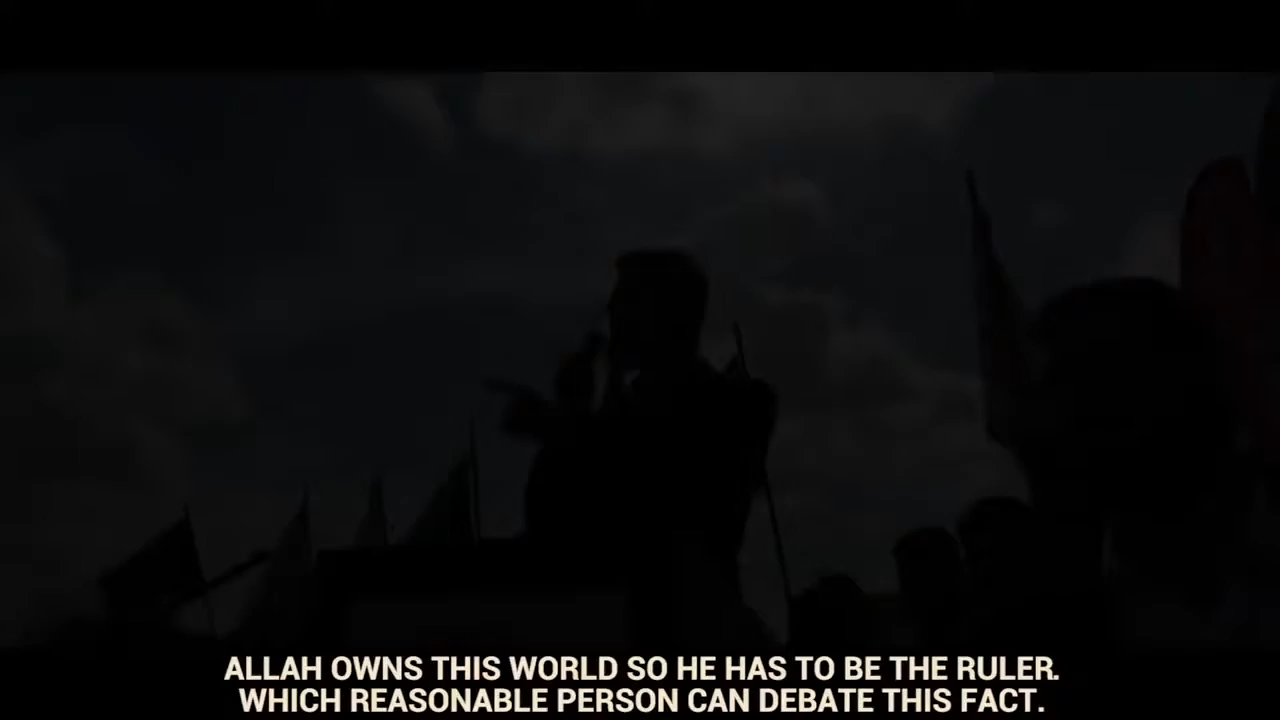 ALLAH OWNS THIS WORLD SO HE HAS TO BE THE RULER.
WHICH REASONABLE PERSON CAN DEBATE THIS FACT.